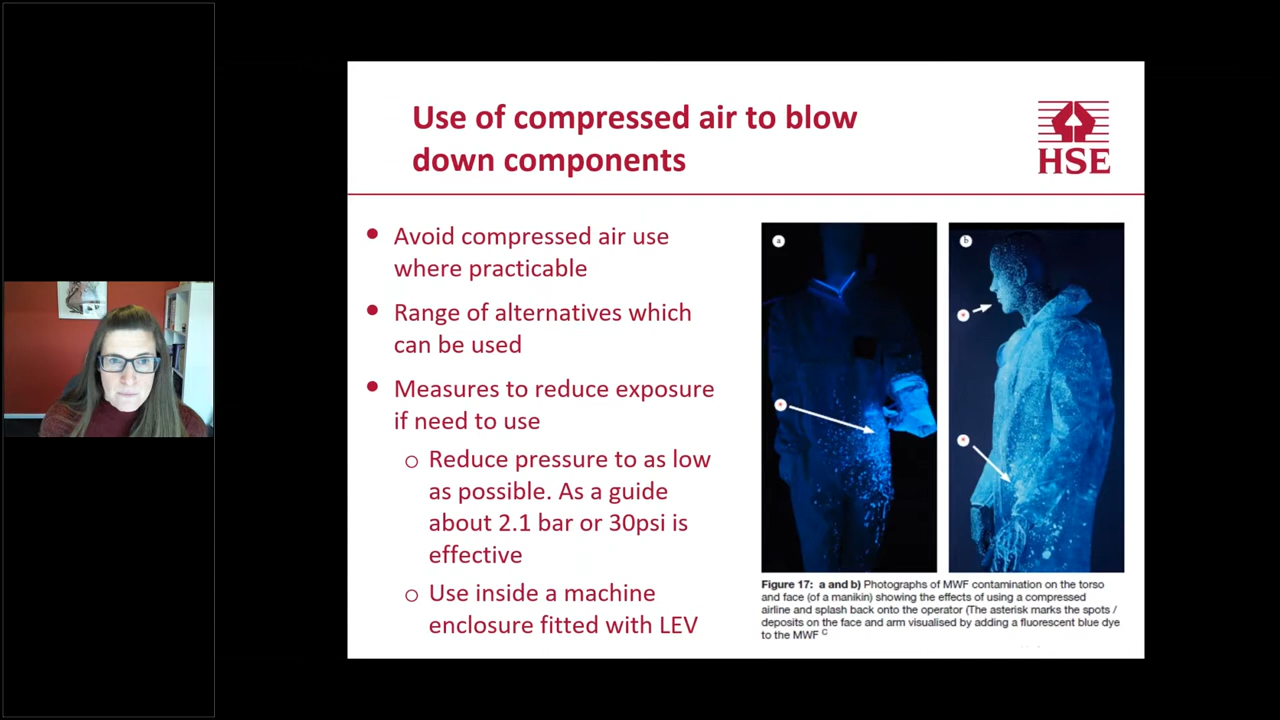 Use of compressed air to blow
down components
HSE
• Avoid compressed air use
where practicable
• Range of alternatives which
can be used
• Measures to reduce exposure
if need to use
o Reduce pressure to as low
as possible. As a guide
about 2.1 bar or 30psi is
effective
o Use inside a machine
enclosure fitted with LEV
a
b
*
*
*
Figure 17: a and b) Photographs of MWF contamination on the torso
and face (of a manikin) showing the effects of using a compressed
airline and splash back onto the operator (The asterisk marks the spots /
deposits on the face and arm visualised by adding a fluorescent blue dye
to the MWF C